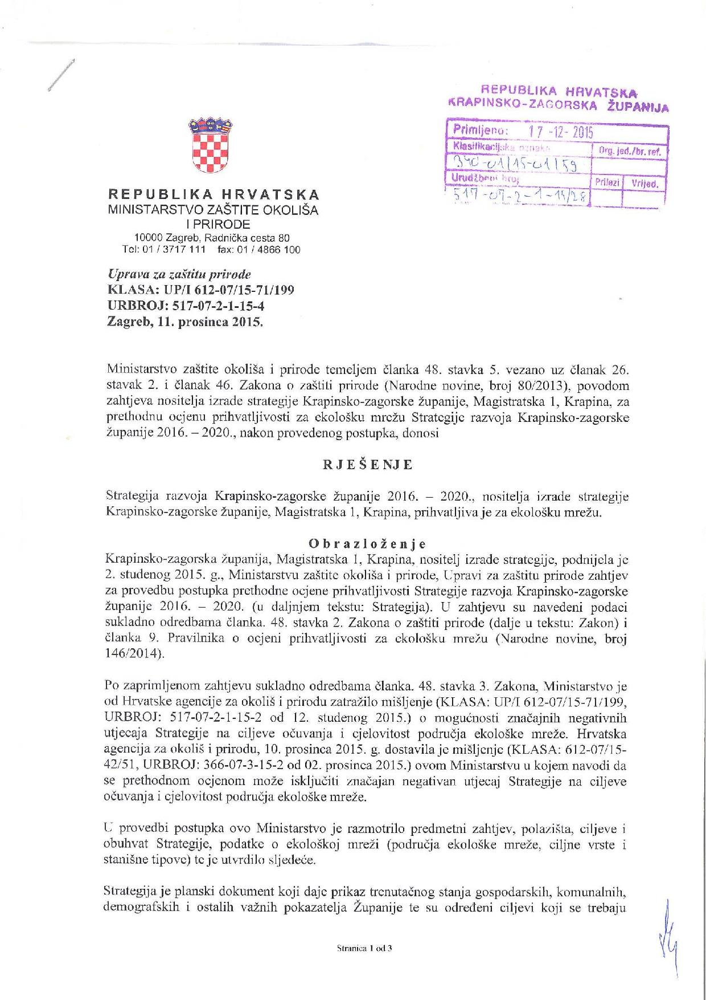 REPUBLIKA HRVATSKA
KRAPINSKO-ZAGORSKA ŽUPANIJA
Primljeno: 17-12-2015
Klasifikacijska oznaka
Org. jed./br. ref.
340-01/15-01/59
Urudžbeni broj
Prilozi
Vrijed.
517-07-2-1-15/28
REPUBLIKA HRVATSKA
MINISTARSTVO ZAŠTITE OKOLIŠA
I PRIRODE
10000 Zagreb, Radnička cesta 80
Tel: 01 / 3717 111 fax: 01 / 4866 100
Uprava za zaštitu prirode
KLASA: UP/I 612-07/15-71/199
URBROJ: 517-07-2-1-15-4
Zagreb, 11. prosinca 2015.
Ministarstvo zaštite okoliša i prirode temeljem članka 48. stavka 5. vezano uz članak 26.
stavak 2. i članak 46. Zakona o zaštiti prirode (Narodne novine, broj 80/2013), povodom
zahtjeva nositelja izrade strategije Krapinsko-zagorske županije, Magistratska 1, Krapina, za
prethodnu ocjenu prihvatljivosti za ekološku mrežu Strategije razvoja Krapinsko-zagorske
županije 2016. – 2020., nakon provedenog postupka, donosi
RJEŠENJE
Strategija razvoja Krapinsko-zagorske županije 2016. – 2020., nositelja izrade strategije
Krapinsko-zagorske županije, Magistratska 1, Krapina, prihvatljiva je za ekološku mrežu.
Obrazloženje
Krapinsko-zagorska županija, Magistratska 1, Krapina, nositelj izrade strategije, podnijela je
2. studenog 2015. g., Ministarstvu zaštite okoliša i prirode, Upravi za zaštitu prirode zahtjev
za provedbu postupka prethodne ocjene prihvatljivosti Strategije razvoja Krapinsko-zagorske
županije 2016. – 2020. (u daljnjem tekstu: Strategija). U zahtjevu su navedeni podaci
sukladno odredbama članka. 48. stavka 2. Zakona o zaštiti prirode (dalje u tekstu: Zakon) i
članka 9. Pravilnika o ocjeni prihvatljivosti za ekološku mrežu (Narodne novine, broj
146/2014).
Po zaprimljenom zahtjevu sukladno odredbama članka. 48. stavka 3. Zakona, Ministarstvo je
od Hrvatske agencije za okoliš i prirodu zatražilo mišljenje (KLASA: UP/I 612-07/15-71/199,
URBROJ: 517-07-2-1-15-2 od 12. studenog 2015.) o mogućnosti značajnih negativnih
utjecaja Strategije na ciljeve očuvanja i cjelovitost područja ekološke mreže. Hrvatska
agencija za okoliš i prirodu, 10. prosinca 2015. g. dostavila je mišljenje (KLASA: 612-07/15-
42/51, URBROJ: 366-07-3-15-2 od 02. prosinca 2015.) ovom Ministarstvu u kojem navodi da
se prethodnom ocjenom može isključiti značajan negativan utjecaj Strategije na ciljeve
očuvanja i cjelovitost područja ekološke mreže.
U provedbi postupka ovo Ministarstvo je razmotrilo predmetni zahtjev, polazišta, ciljeve i
obuhvat Strategije, podatke o ekološkoj mreži (područja ekološke mreže, ciljne vrste i
stanišne tipove) te je utvrdilo sljedeće.
Strategija je planski dokument koji daje prikaz trenutačnog stanja gospodarskih, komunalnih,
demografskih i ostalih važnih pokazatelja Županije te su određeni ciljevi koji se trebaju
Stranica 1 od 3